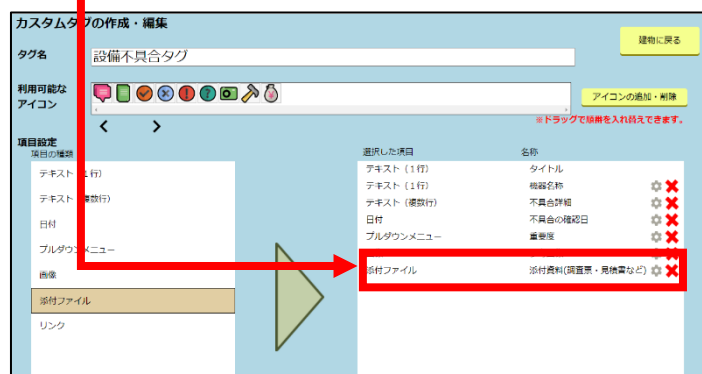 カスタムタグの作成・編集
建物に戻る
タグ名
設備不具合タグ
利用可能な
アイコン
アイコンの追加・削除
※ドラッグで順番を入れ替えできます。
項目設定
項目の種類
選択した項目 名称
テキスト（1行）
テキスト（複数行）
日付
プルダウンメニュー
画像
添付ファイル
リンク
テキスト（1行） タイトル
テキスト（1行） 機器名称
テキスト（複数行） 不具合詳細
日付 不具合の確認日
プルダウンメニュー 重要度
添付ファイル 添付資料(調査票・見積書など)